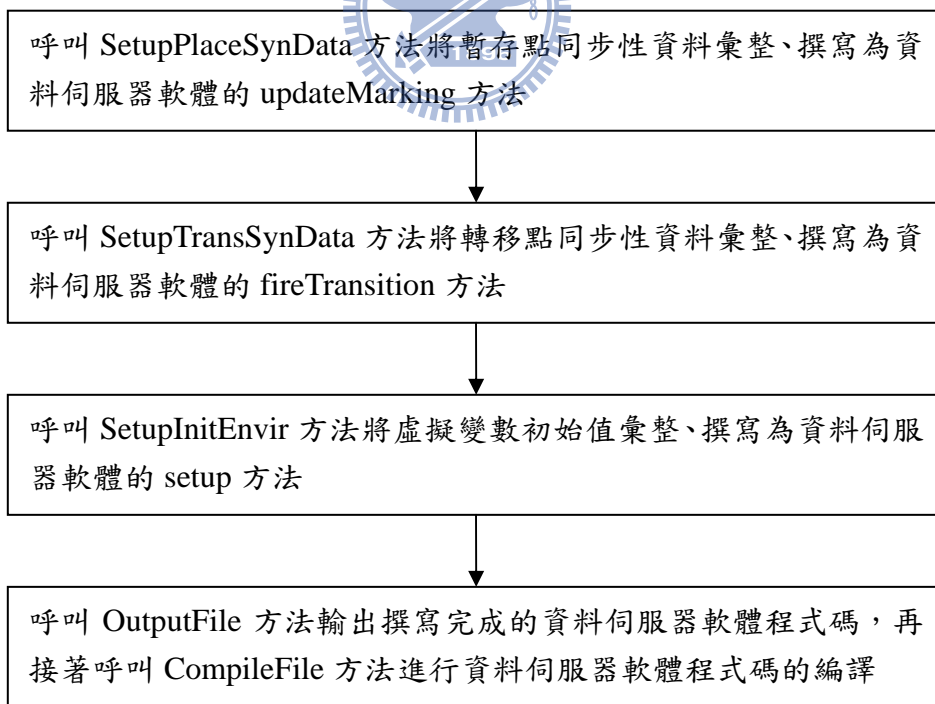 呼叫 SetupPlaceSynData 方法將暫存點同步性資料彙整、撰寫為資
料伺服器軟體的 updateMarking 方法
呼叫 SetupTransSynData 方法將轉移點同步性資料彙整、撰寫為資
料伺服器軟體的 fireTransition 方法
呼叫 SetupInitEnvir 方法將虛擬變數初始值彙整、撰寫為資料伺服
器軟體的 setup 方法
呼叫 OutputFile 方法輸出撰寫完成的資料伺服器軟體程式碼，再
接著呼叫 CompileFile 方法進行資料伺服器軟體程式碼的編譯